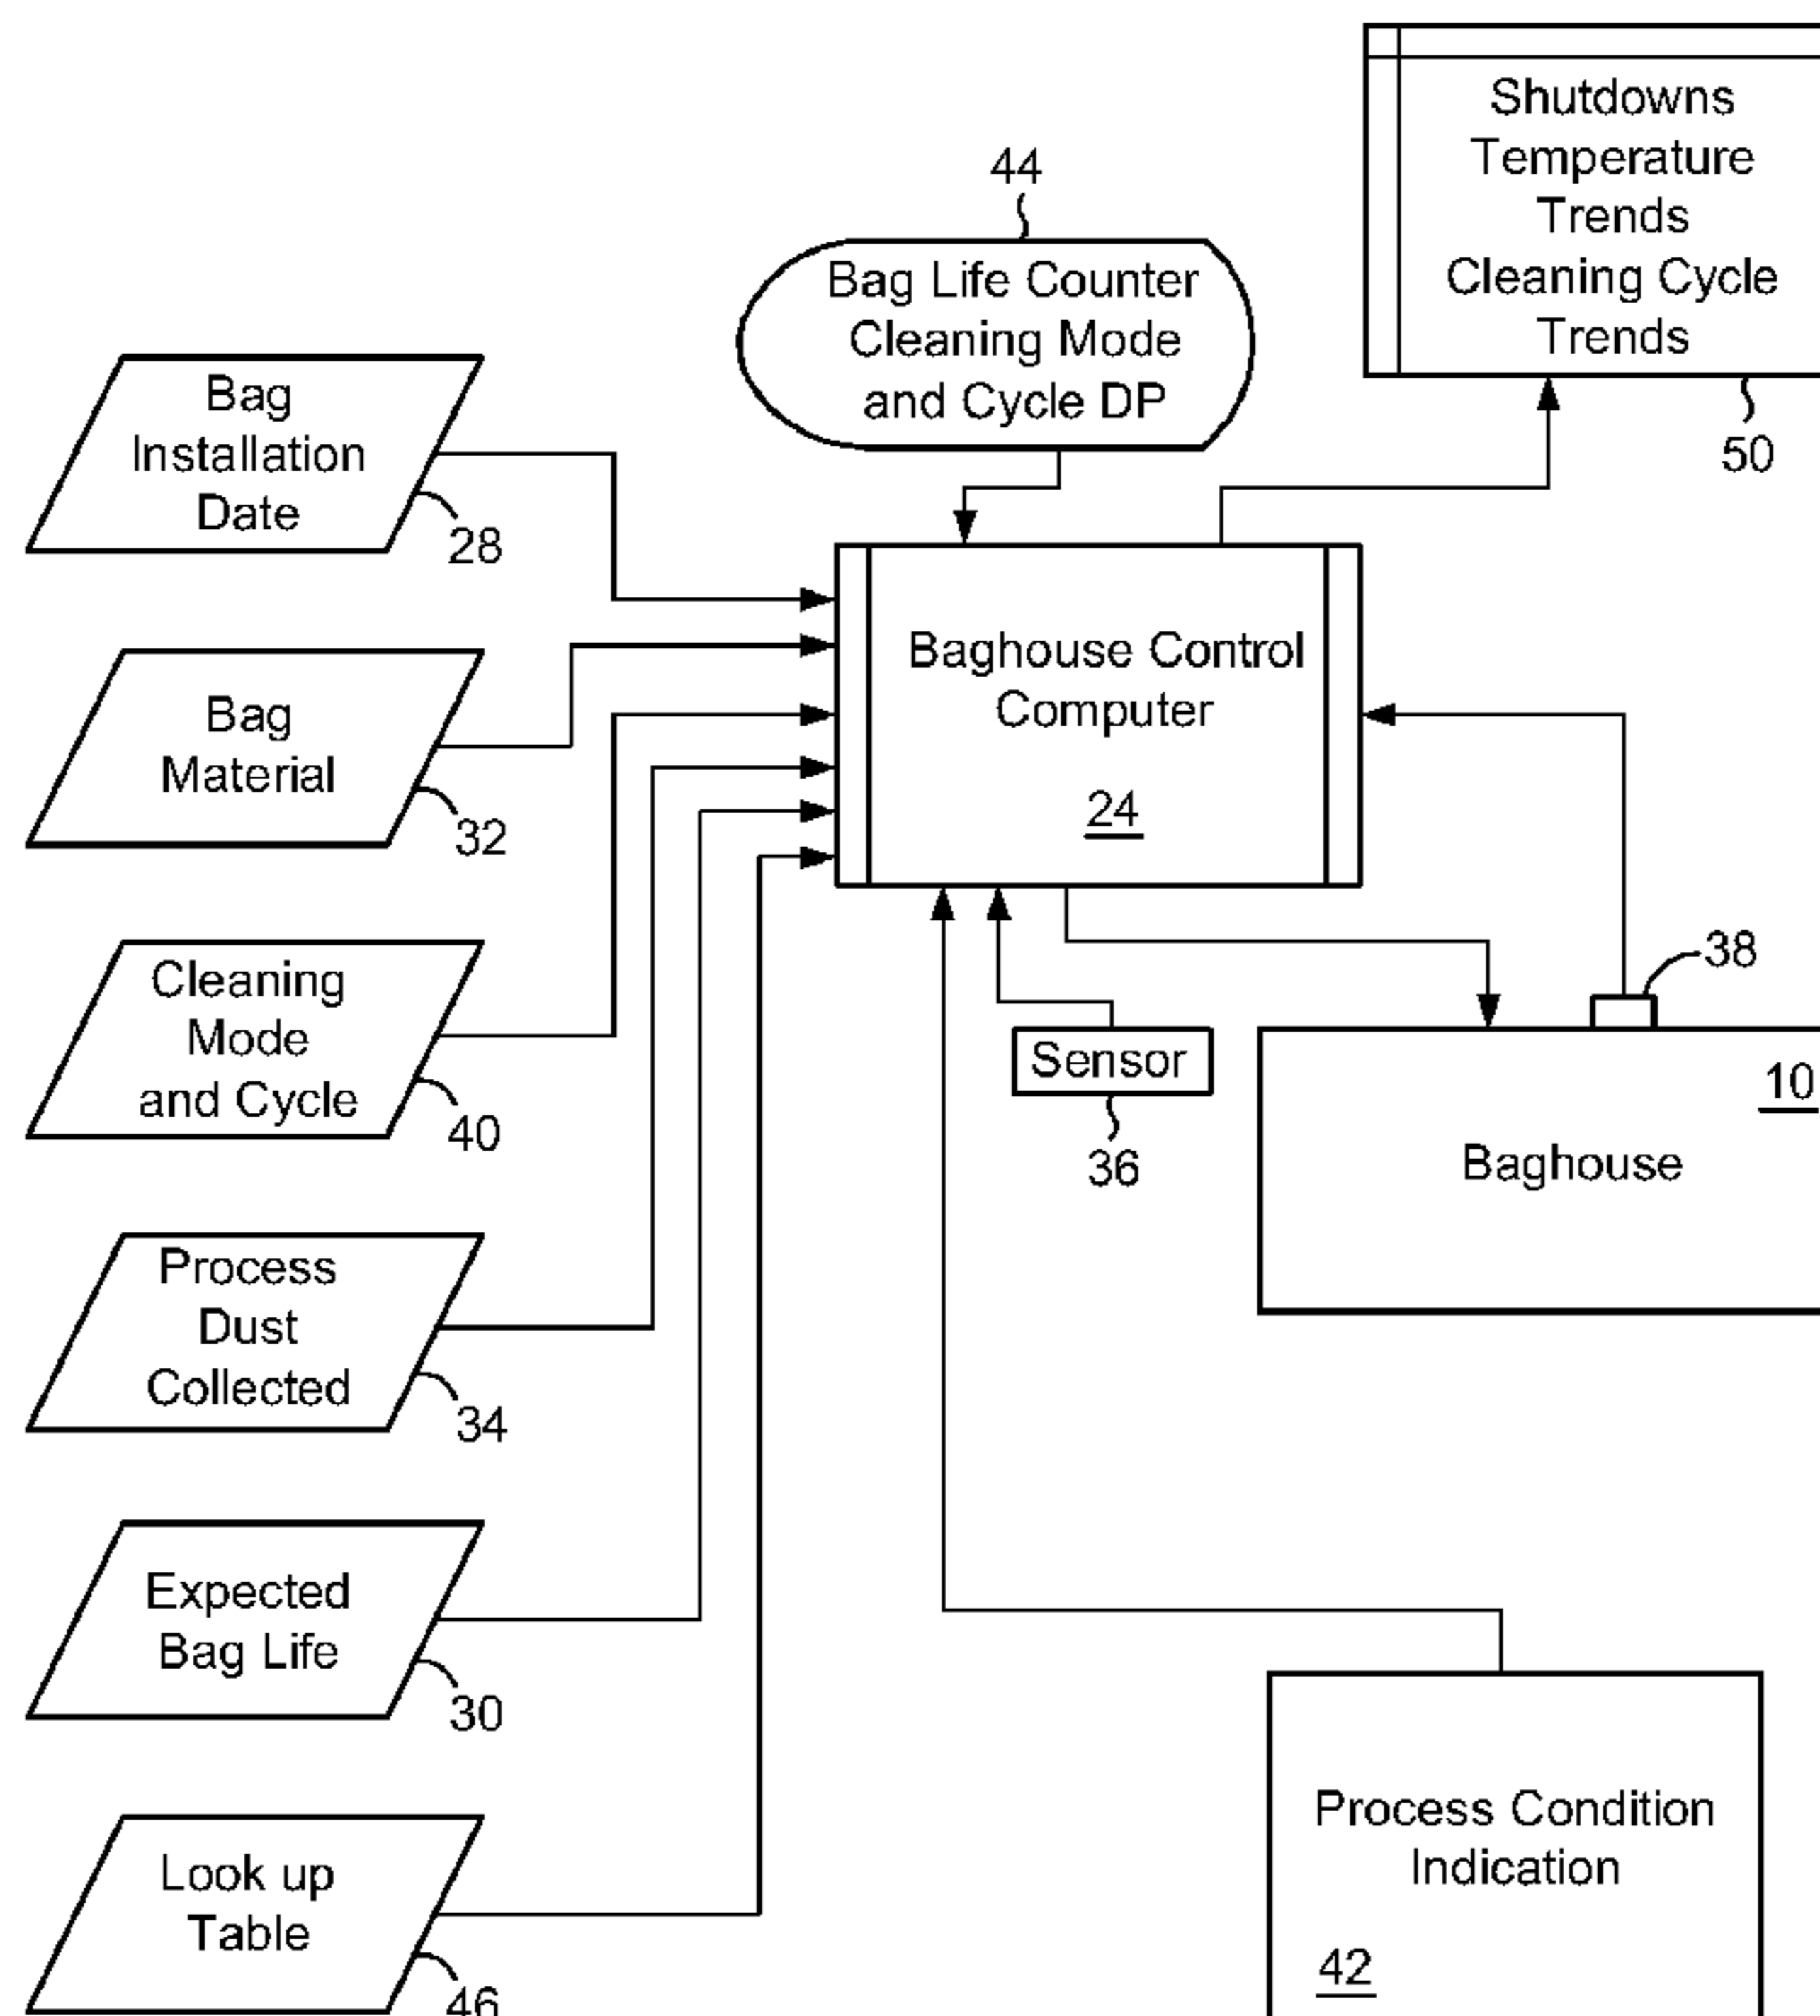 Shutdowns
Temperature
Trends
Cleaning Cycle
Trends
50
44
Bag Life Counter
Cleaning Mode
and Cycle DP
Bag
Installation
Date
28
Bag
Material
32
Cleaning
Mode
and Cycle
40
Process
Dust
Collected
34
Expected
Bag Life
30
Look up
Table
46
Baghouse Control
Computer
24
Sensor
36
38
10
Baghouse
Process Condition
Indication
42